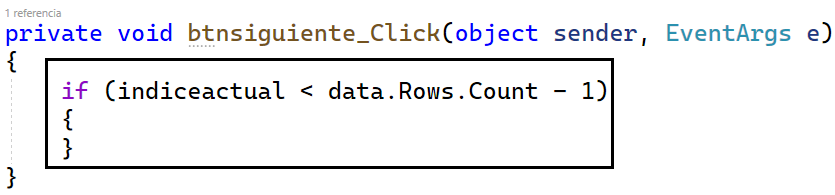 1 referencia
private void btnsiguiente_Click(object sender, EventArgs e)
{
if (indiceactual < data.Rows.Count - 1)
{
}
}